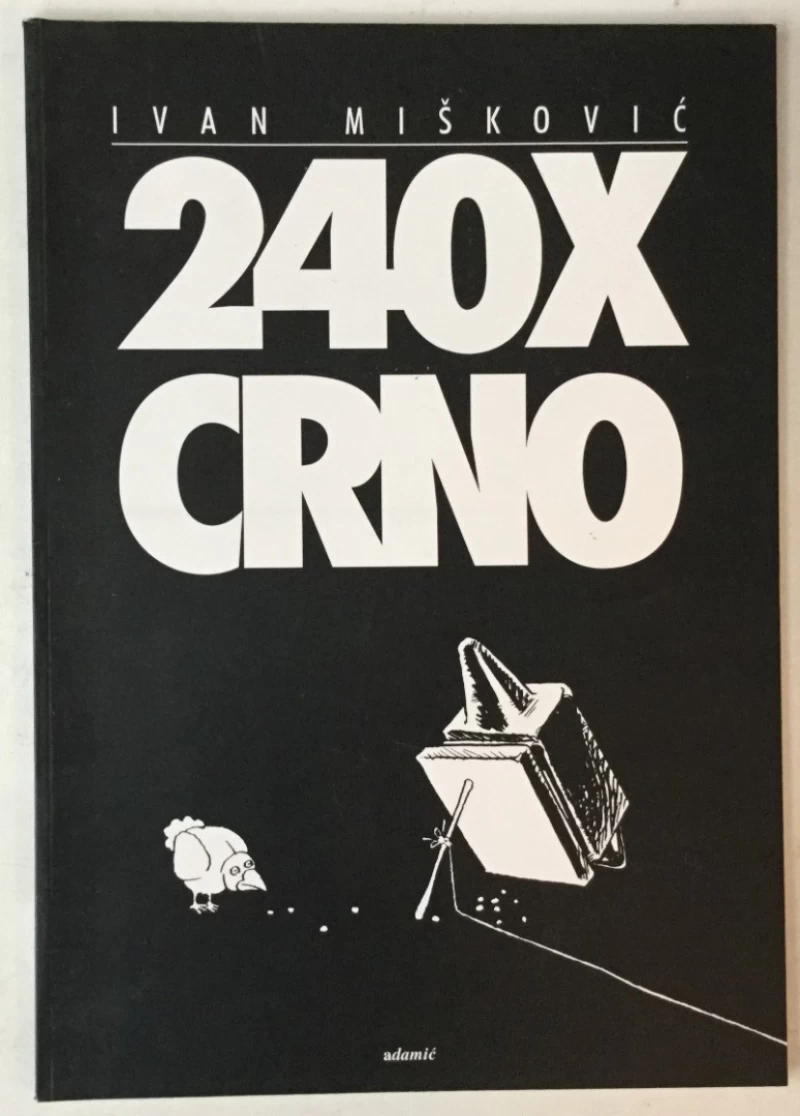 IVAN MIŠKOVIĆ
240X
CRNO
adamić